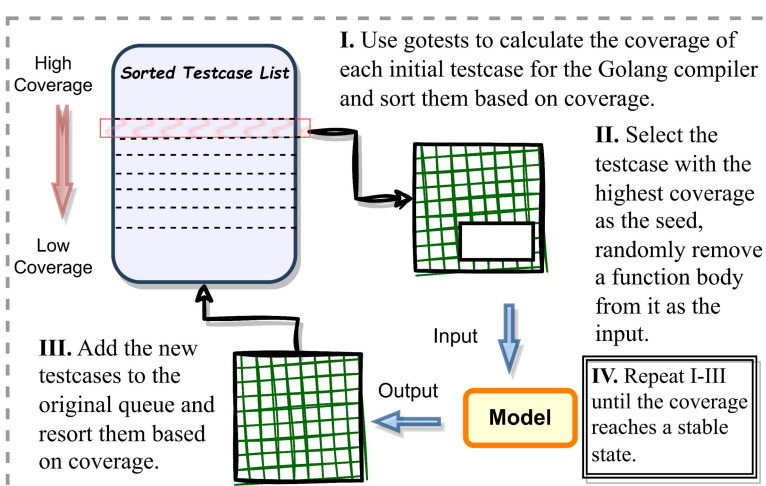 High
Coverage
Low
Coverage
Sorted Testcase List
I. Use gotests to calculate the coverage of
each initial testcase for the Golang compiler
and sort them based on coverage.
II. Select the
testcase with the
highest coverage
as the seed,
randomly remove
a function body
from it as the
input.
Input
Model
Output
III. Add the new
testcases to the
original queue and
resort them based
on coverage.
IV. Repeat I-III
until the coverage
reaches a stable
state.